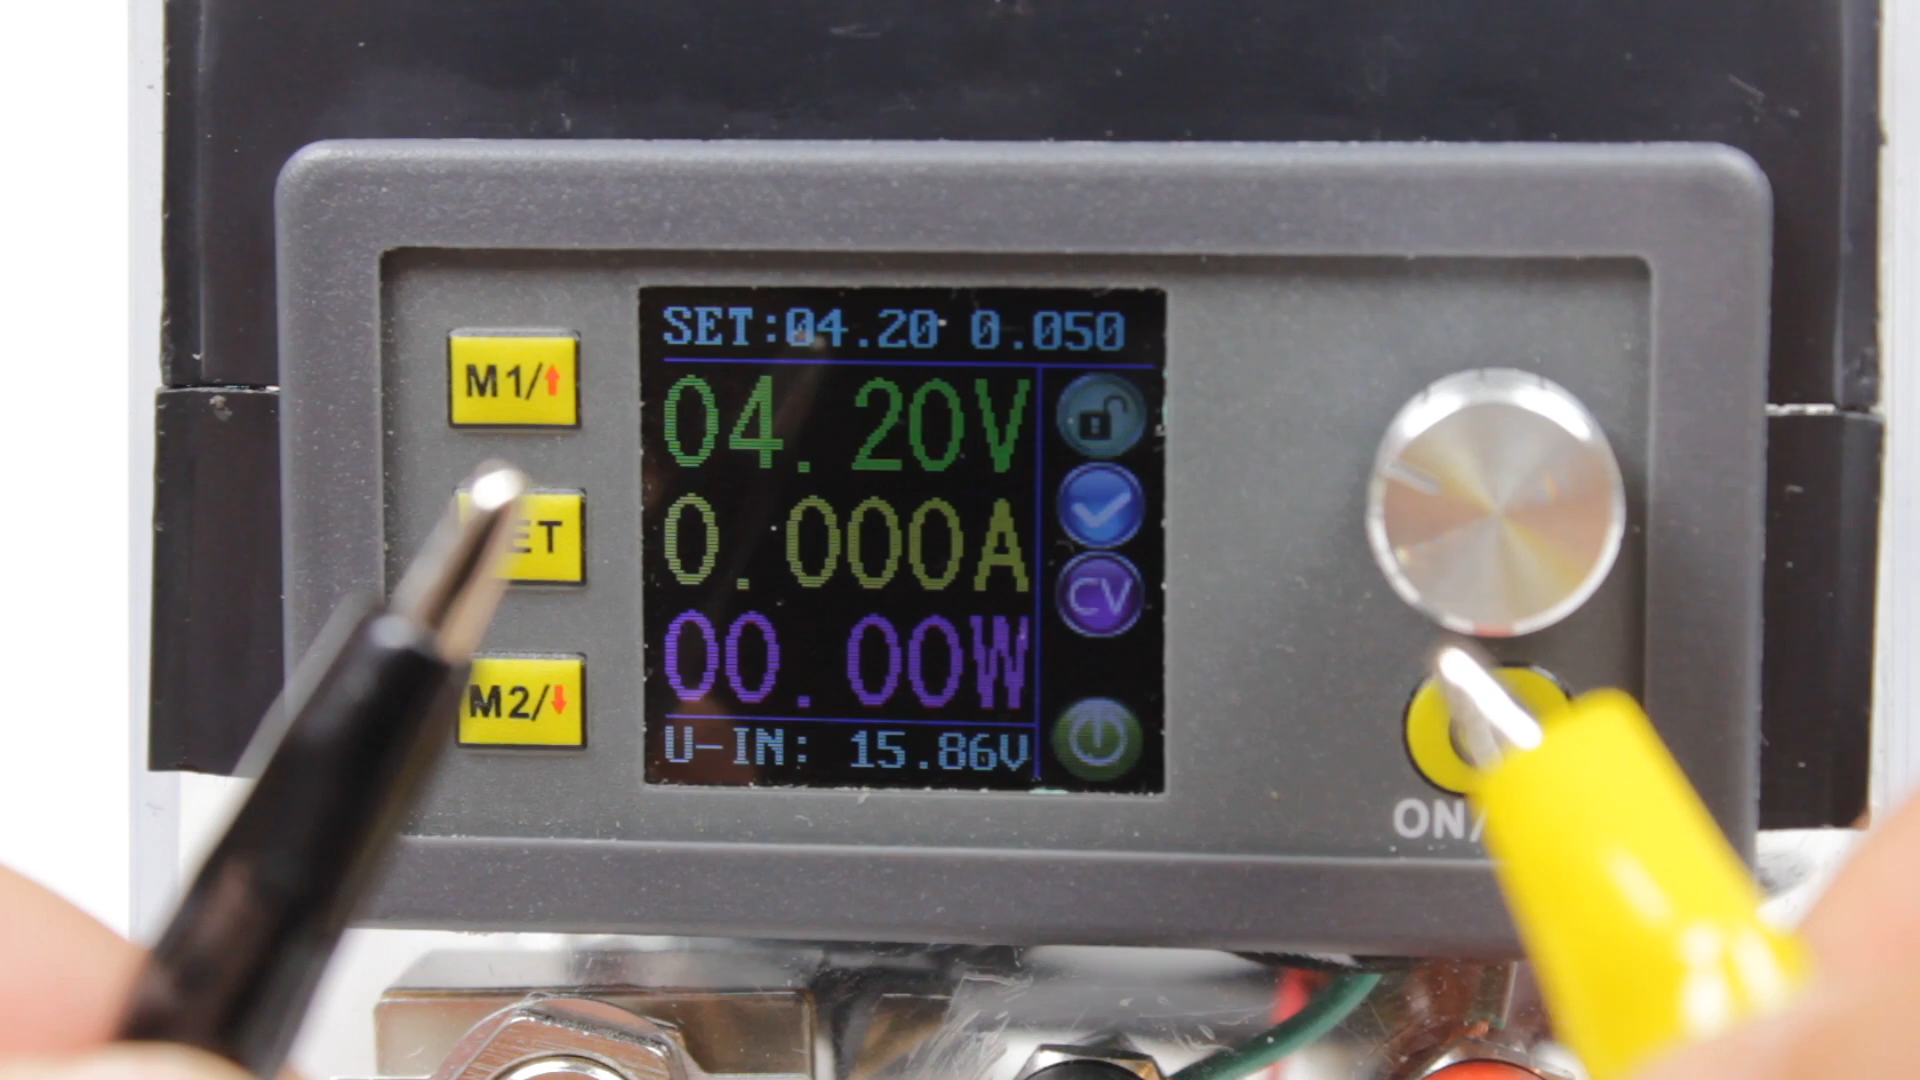 SET:04.20 0.050
04.20V
0.000A
CV
00.00W
U-IN: 15.86V
M1/↑
ET
M2/↓
ON/